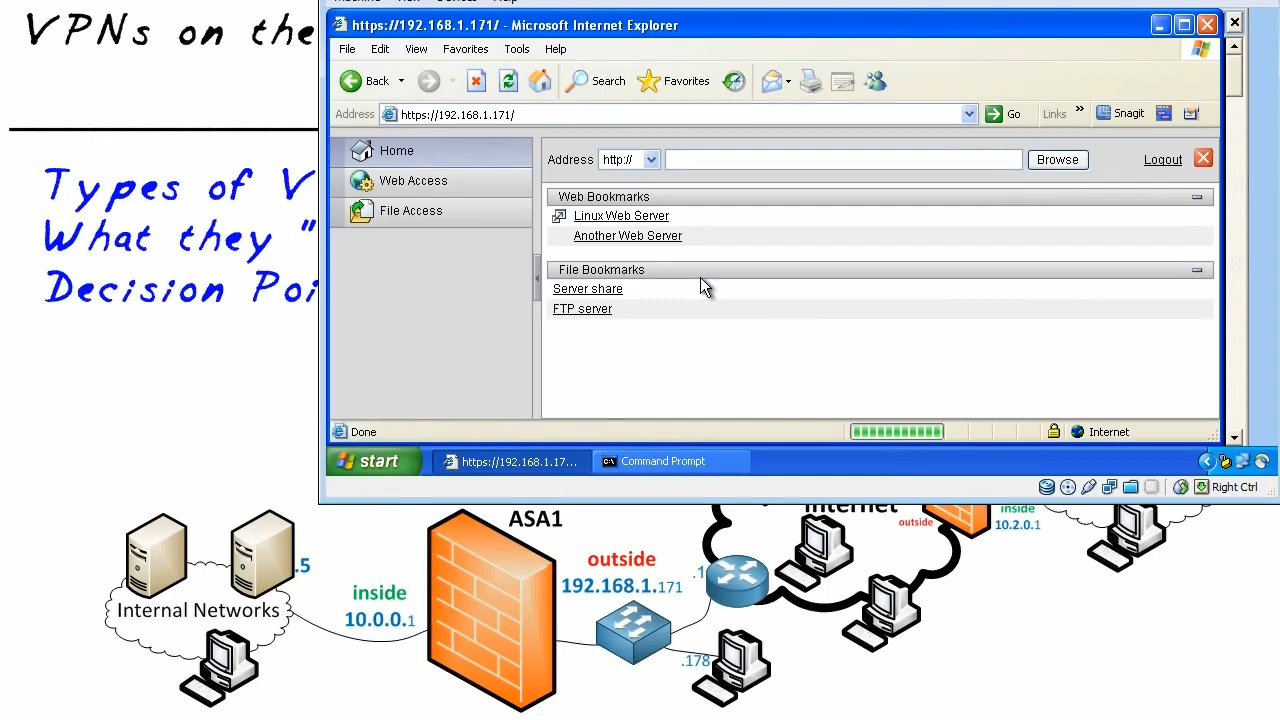 VPNs on the
Types of V
What they "
Decision Poi
https://192.168.1.171/ - Microsoft Internet Explorer
File Edit View Favorites Tools Help
Back Search Favorites
Address https://192.168.1.171/ Go Links » Snagit
Home
Web Access
File Access
Address http:// Browse Logout
Web Bookmarks
Linux Web Server
Another Web Server
File Bookmarks
Server share
FTP server
Done Internet
start https://192.168.1.17... Command Prompt
Right Ctrl
ASA1
Internet
outside
inside
10.2.0.1
.5
Internal Networks
inside
10.0.0.1
outside
192.168.1.171
.1
.178